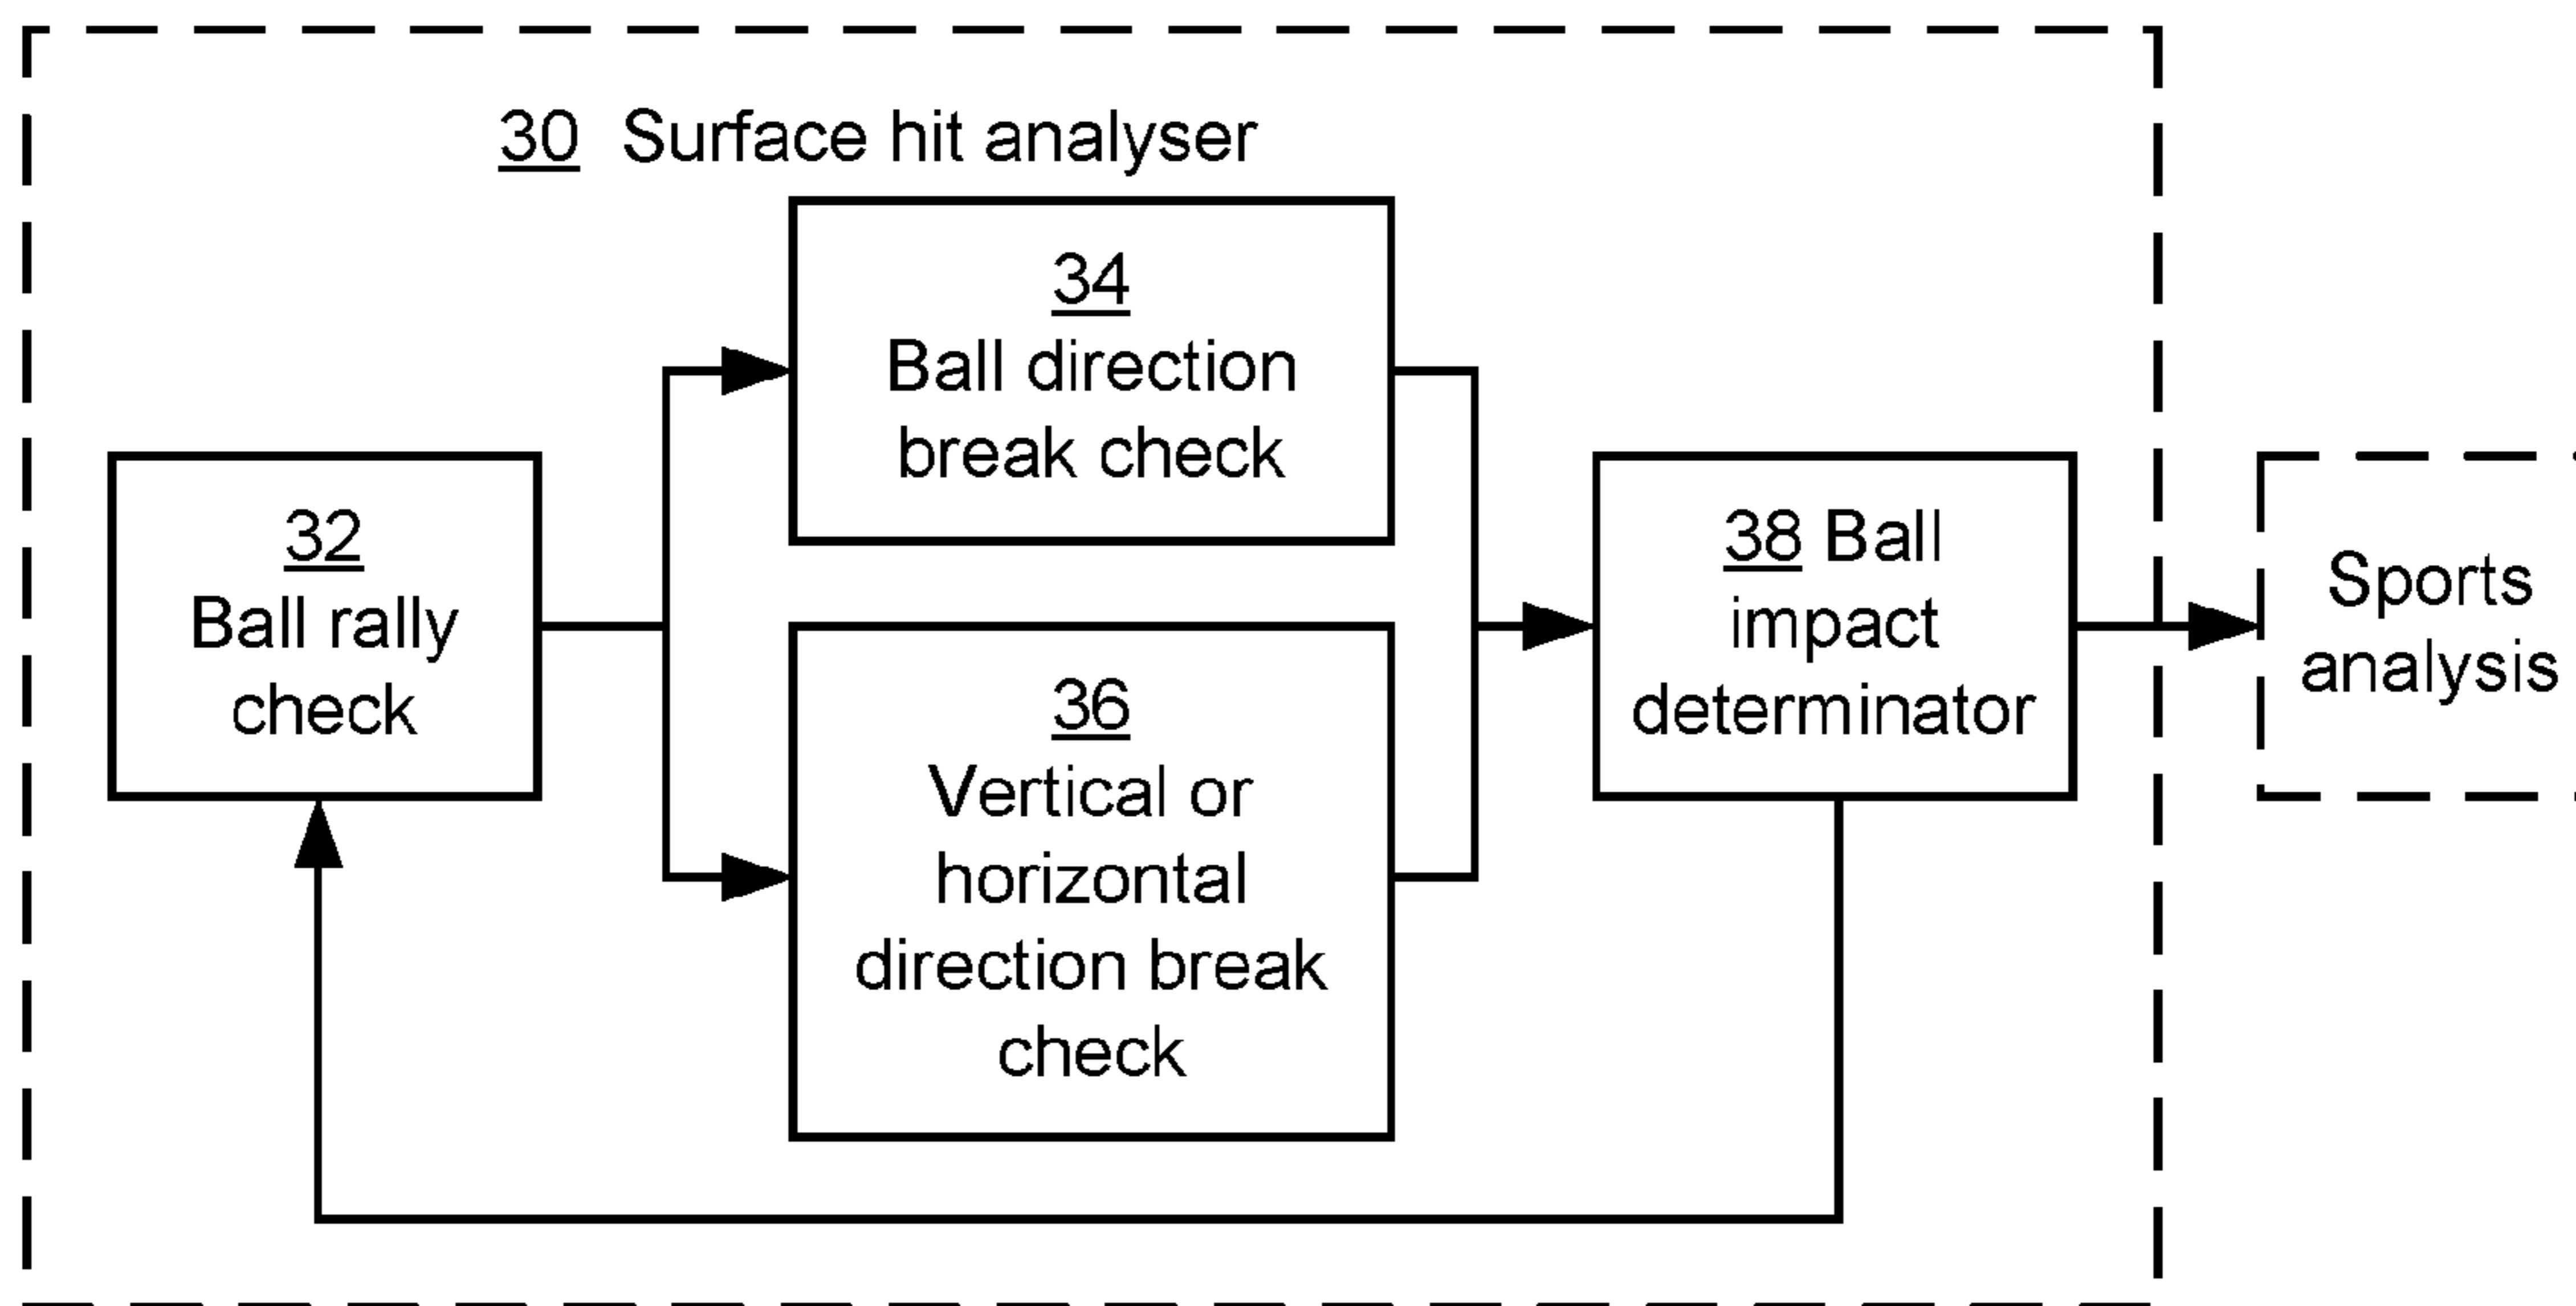 30 Surface hit analyser
34
Ball direction
break check
32
Ball rally
check
36
Vertical or
horizontal
direction break
check
38 Ball
impact
determinator
Sports
analysis